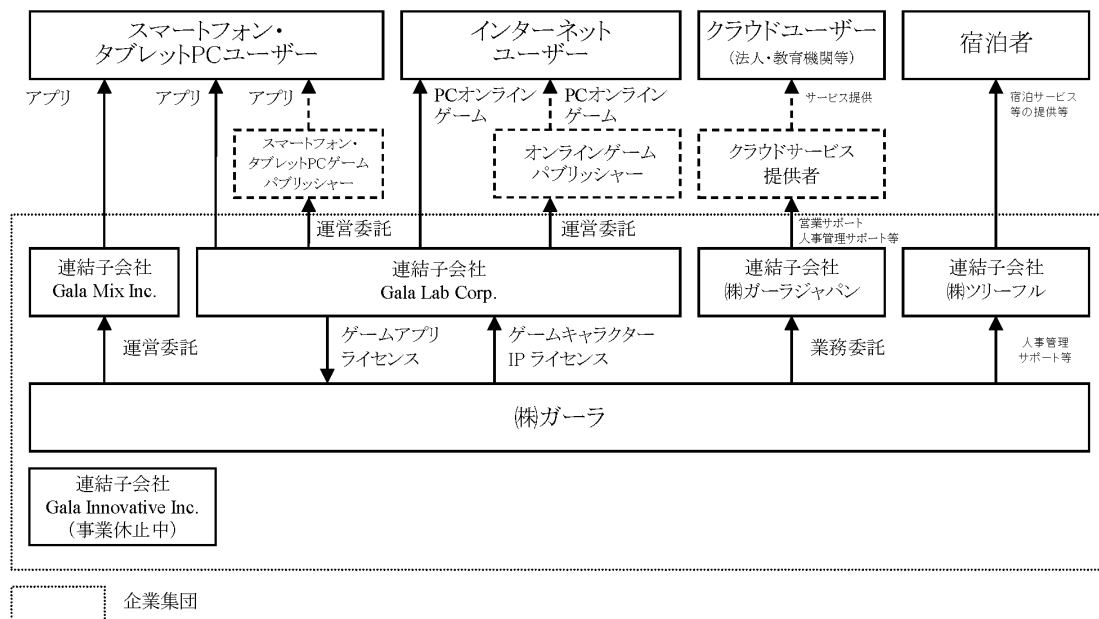 スマートフォン・
タブレットPCユーザー
インターネット
ユーザー
クラウドユーザー
（法人・教育機関等）
宿泊者
アプリ
アプリ
アプリ
PCオンライン
ゲーム
PCオンライン
ゲーム
サービス提供
宿泊サービス
等の提供等
スマートフォン・
タブレットPCゲーム
パブリッシャー
オンラインゲーム
パブリッシャー
クラウドサービス
提供者
運営委託
運営委託
営業サポート
人事管理サポート等
連結子会社
Gala Mix Inc.
連結子会社
Gala Lab Corp.
連結子会社
㈱ガーラジャパン
連結子会社
㈱ツリーフル
運営委託
ゲームアプリ
ライセンス
ゲームキャラクター
IP ライセンス
業務委託
人事管理
サポート等
㈱ガーラ
連結子会社
Gala Innovative Inc.
（事業休止中）
企業集団